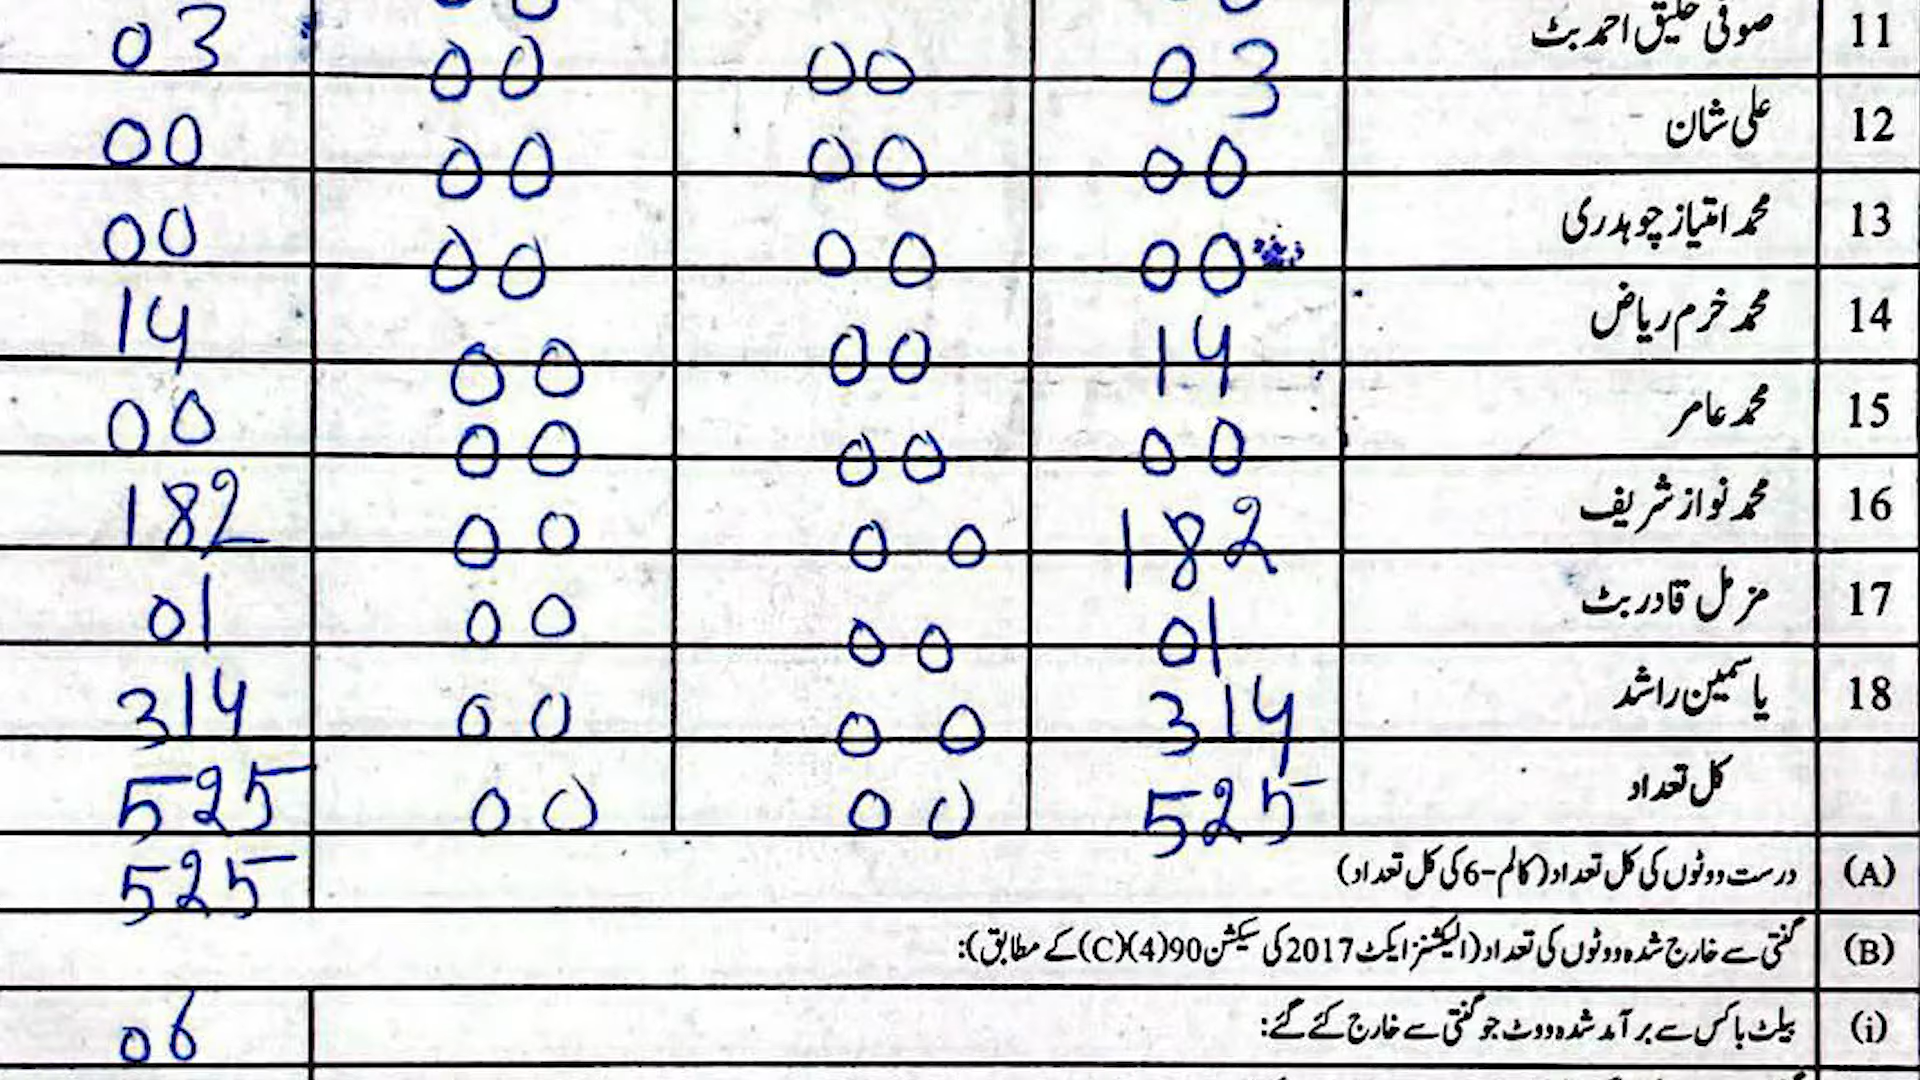 11 صوفی خلیق احمد بٹ 03 00 00 03
12 علی شان 00 00 00 00
13 محمد امتیاز چوہدری 00 00 00 00
14 محمد خرم ریاض 14 00 00 14
15 محمد عامر 00 00 00 00
16 محمد نواز شریف 182 00 00 182
17 مزمل قادر بٹ 01 00 00 01
18 یاسمین راشد 314 00 00 314
کل تعداد 525 00 00 525
(A) درست ووٹوں کی کل تعداد (کالم-6 کی کل تعداد) 525
(B) گنتی سے خارج شدہ ووٹوں کی تعداد (الیکشنز ایکٹ 2017 کی سیکشن 90(4)(C) کے مطابق):
(i) بیلٹ باکس سے برآمد شدہ ووٹ جو گنتی سے خارج کئے گئے: 06